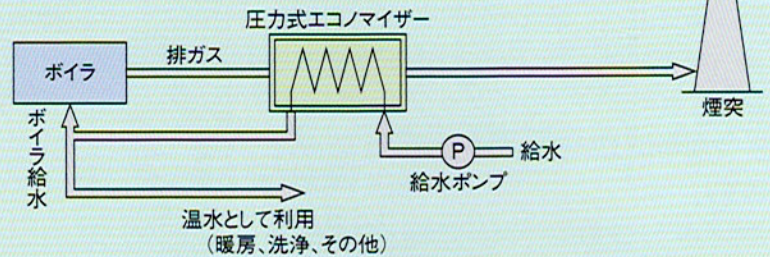 圧力式エコノマイザー
ボイラ
排ガス
煙突
ボイラ給水
P
給水
給水ポンプ
温水として利用
(暖房、洗浄、その他)